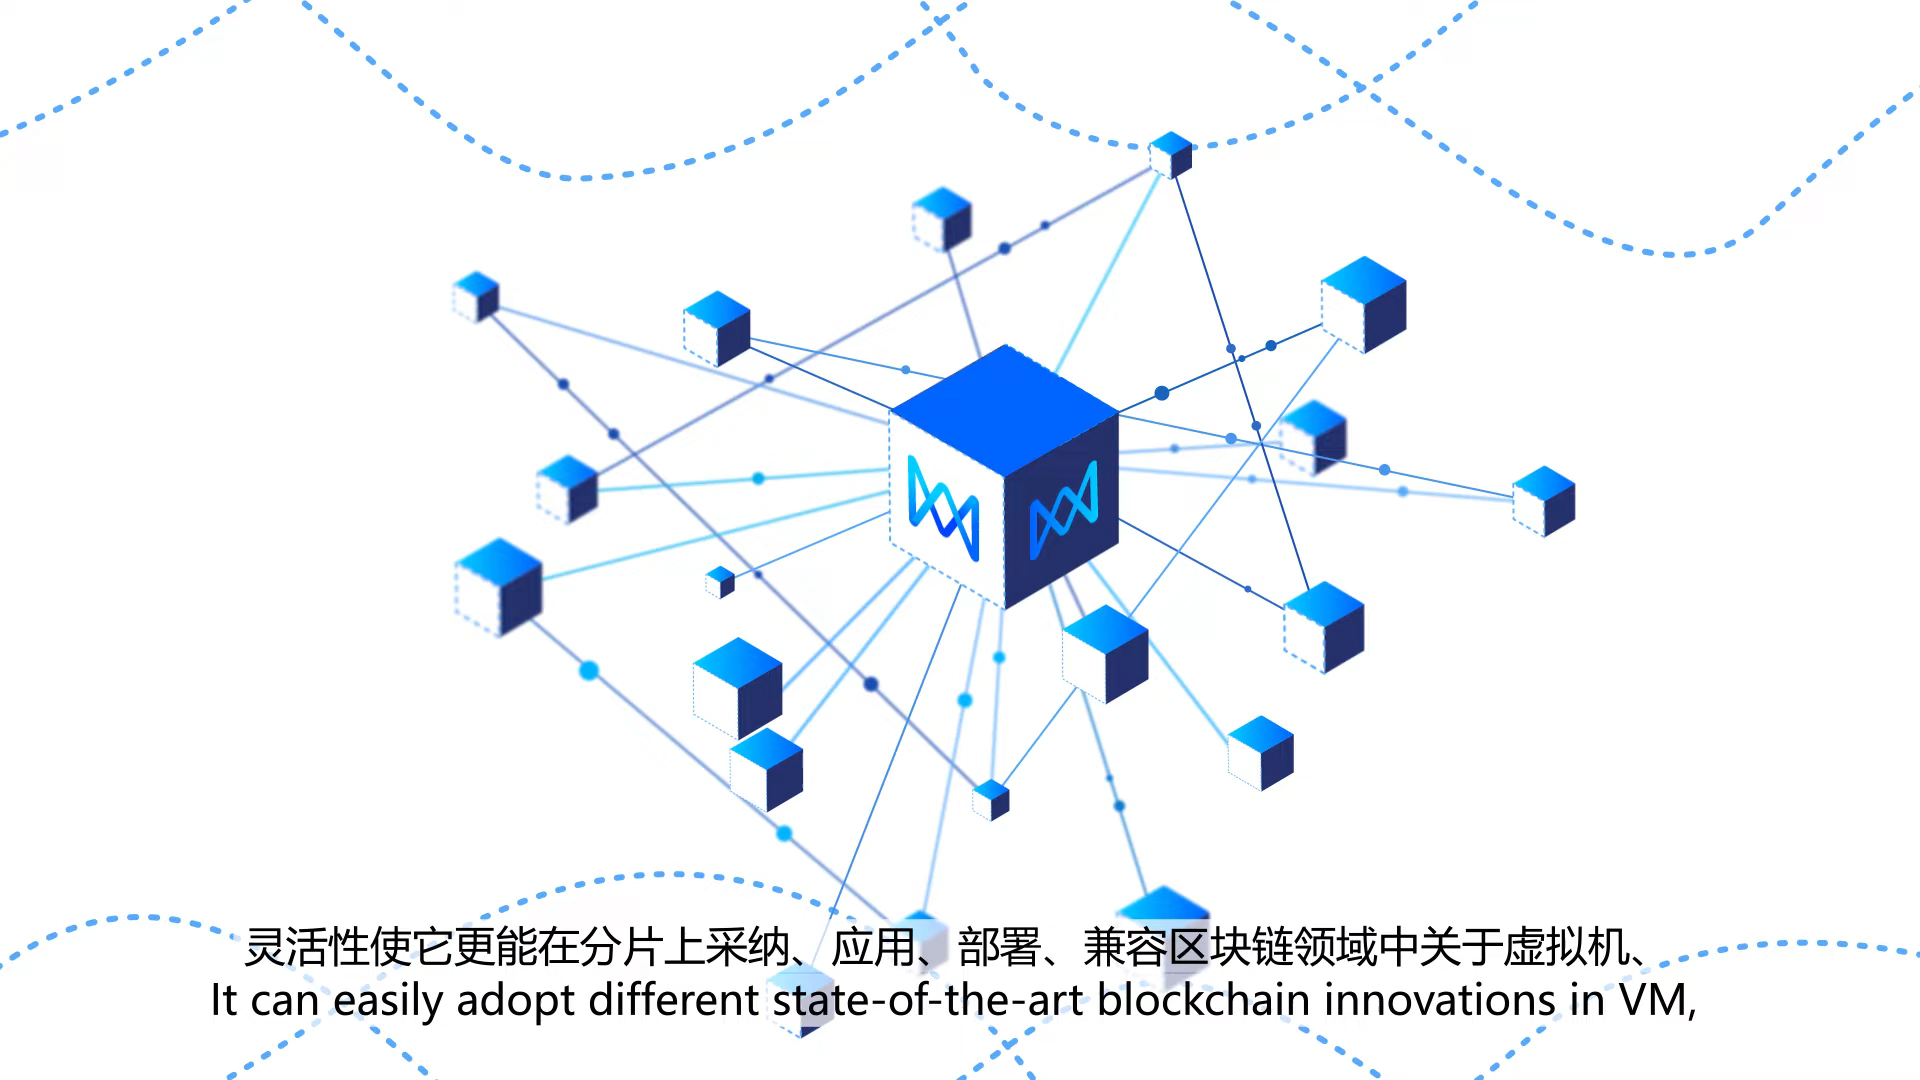 灵活性使它更能在分片上采纳、应用、部署、兼容区块链领域中关于虚拟机、
It can easily adopt different state-of-the-art blockchain innovations in VM,